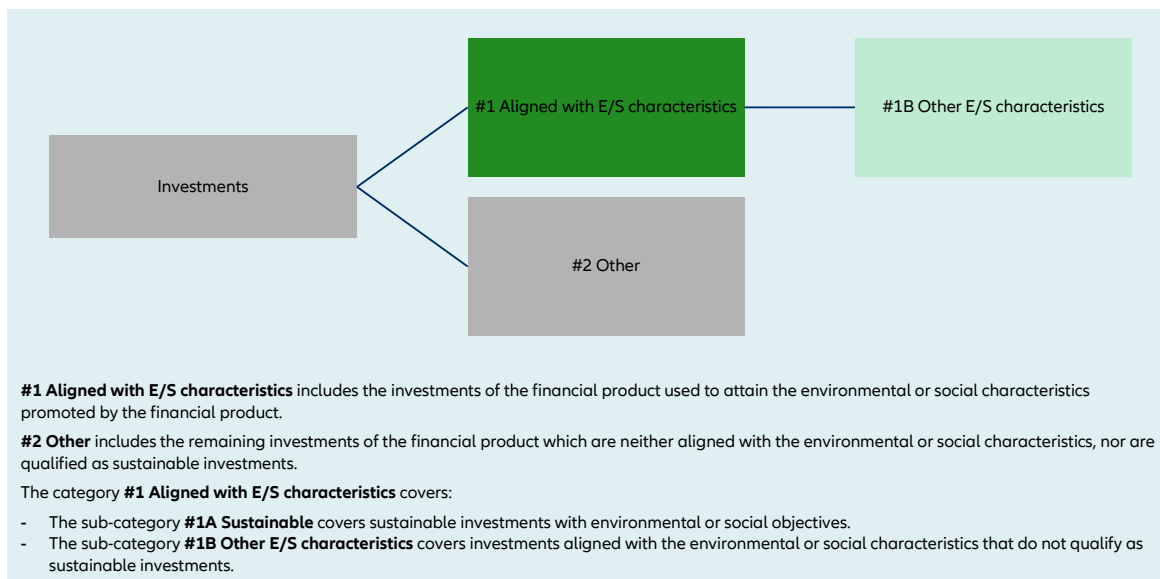 #1 Aligned with E/S characteristics
#1B Other E/S characteristics
Investments
#2 Other
#1 Aligned with E/S characteristics includes the investments of the financial product used to attain the environmental or social characteristics
promoted by the financial product.
#2 Other includes the remaining investments of the financial product which are neither aligned with the environmental or social characteristics, nor are
qualified as sustainable investments.
The category #1 Aligned with E/S characteristics covers:
- The sub-category #1A Sustainable covers sustainable investments with environmental or social objectives.
- The sub-category #1B Other E/S characteristics covers investments aligned with the environmental or social characteristics that do not qualify as
sustainable investments.